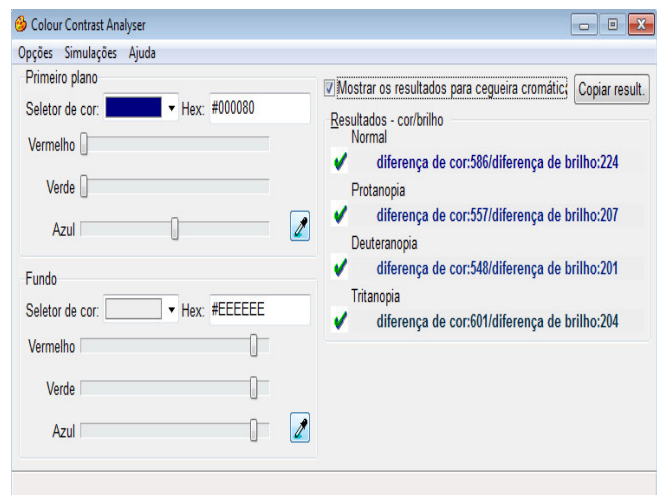 Colour Contrast Analyser
Opções Simulações Ajuda
Primeiro plano
Seletor de cor: Hex: #000080
Vermelho
Verde
Azul
Fundo
Seletor de cor: Hex: #EEEEEE
Vermelho
Verde
Azul
Mostrar os resultados para cegueira cromátic
Copiar result.
Resultados - cor/brilho
Normal
diferença de cor:586/diferença de brilho:224
Protanopia
diferença de cor:557/diferença de brilho:207
Deuteranopia
diferença de cor:548/diferença de brilho:201
Tritanopia
diferença de cor:601/diferença de brilho:204